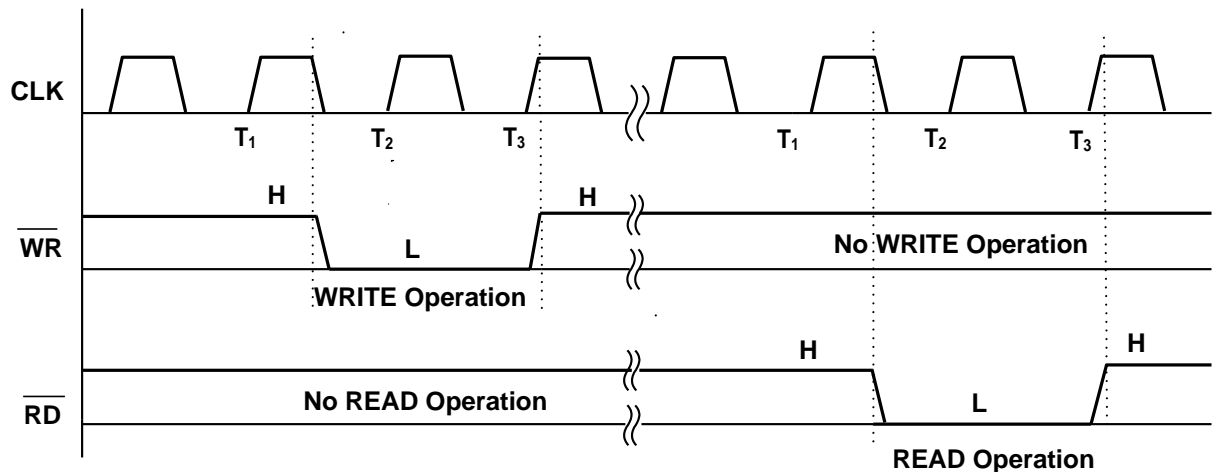 CLK
T₁ T₂ T₃ T₁ T₂ T₃
H H
WR
L
No WRITE Operation
WRITE Operation
H H
RD
No READ Operation
L
READ Operation